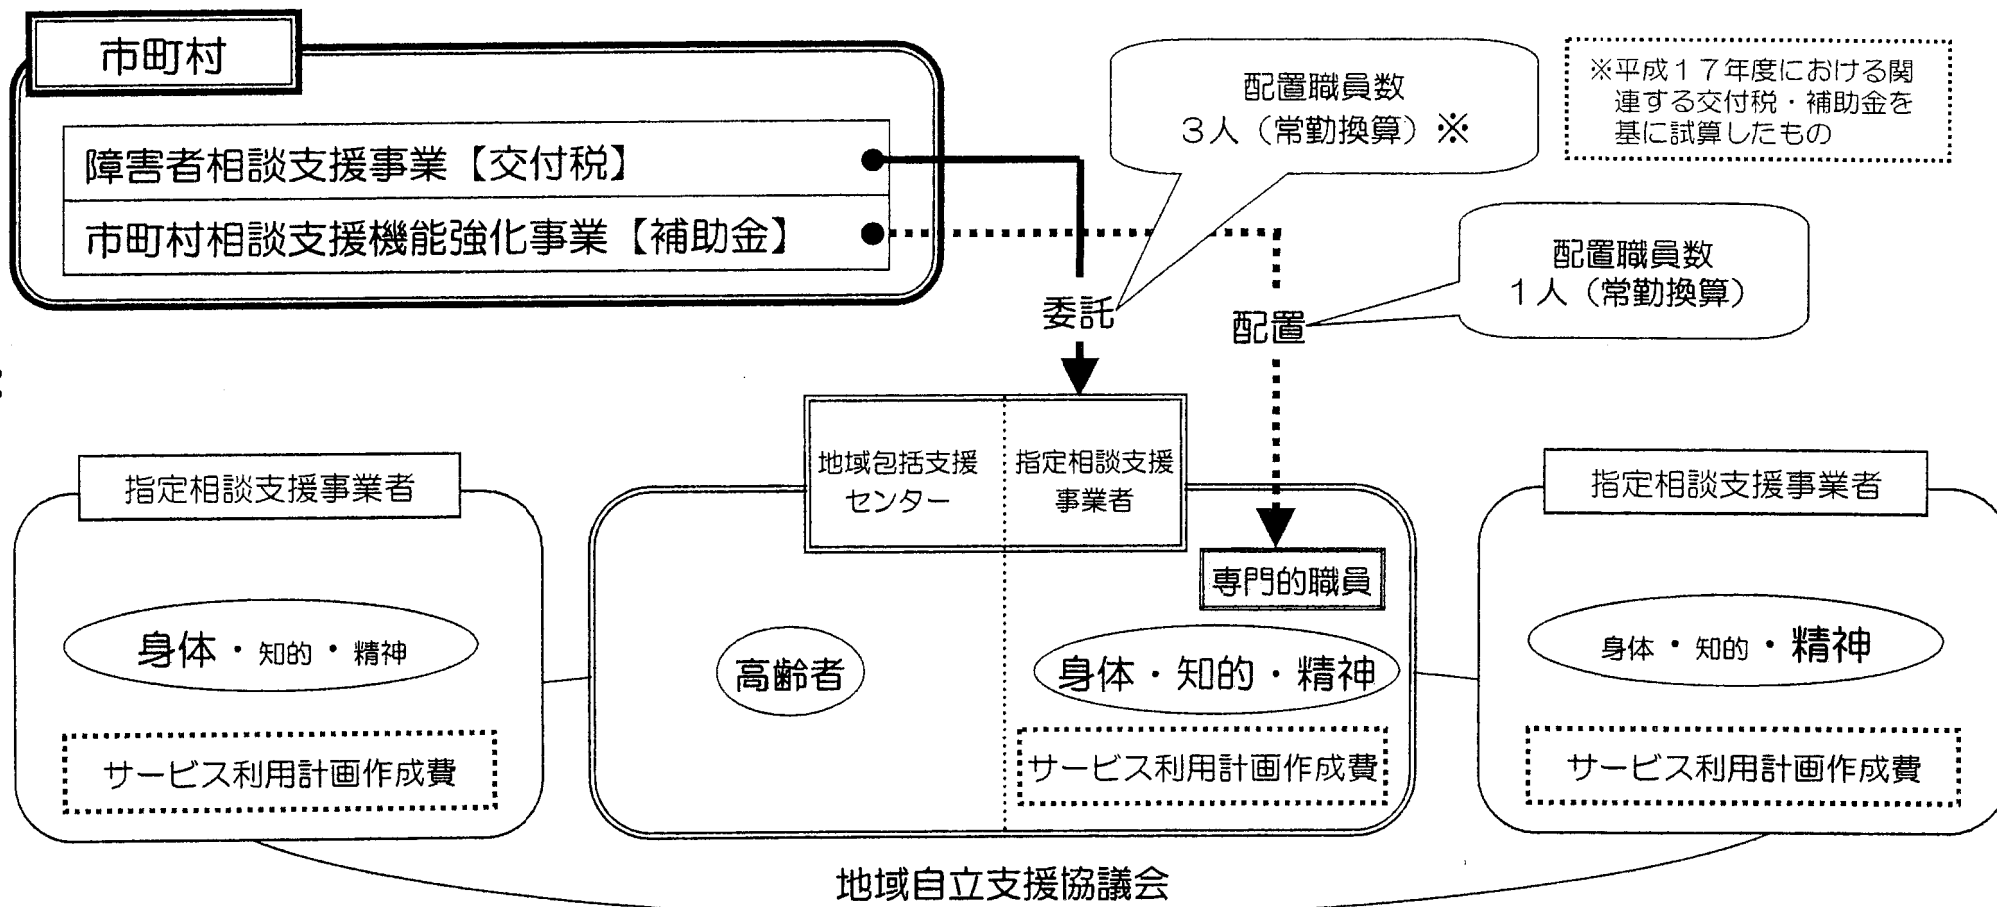 市町村
障害者相談支援事業【交付税】
市町村相談支援機能強化事業【補助金】
配置職員数
3人（常勤換算）※
※平成１７年度における関
連する交付税・補助金を
基に試算したもの
配置職員数
1人（常勤換算）
委託
配置
地域包括支援
センター
指定相談支援
事業者
指定相談支援事業者
指定相談支援事業者
専門的職員
身体・知的・精神
高齢者
身体・知的・精神
身体・知的・精神
サービス利用計画作成費
サービス利用計画作成費
サービス利用計画作成費
地域自立支援協議会